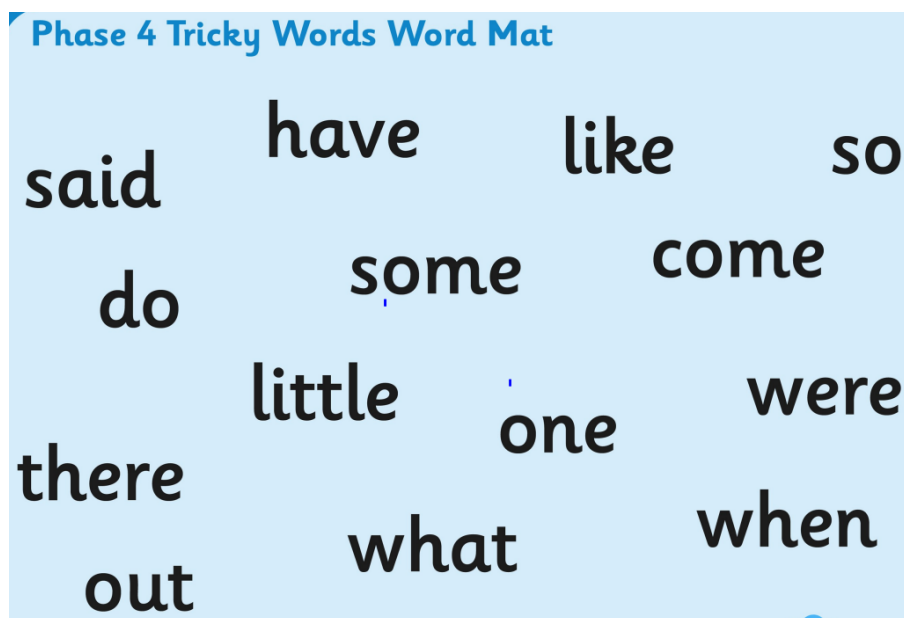 Phase 4 Tricky Words Word Mat
said have like so
do some come
little one were
there what when
out